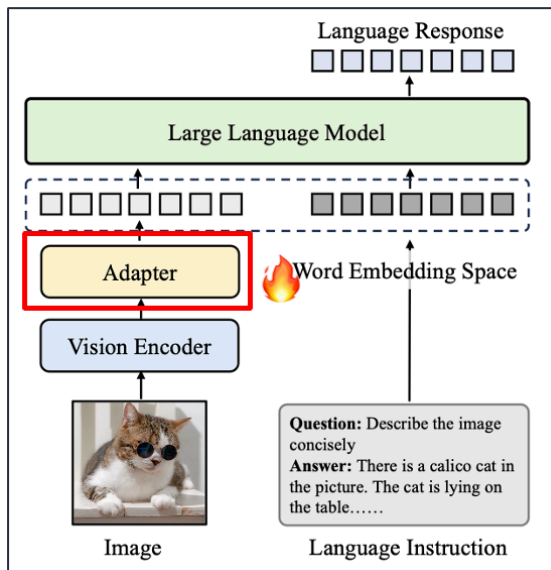 Language Response
Large Language Model
Adapter
Word Embedding Space
Vision Encoder
Question: Describe the image
concisely
Answer: There is a calico cat in
the picture. The cat is lying on
the table......
Image
Language Instruction